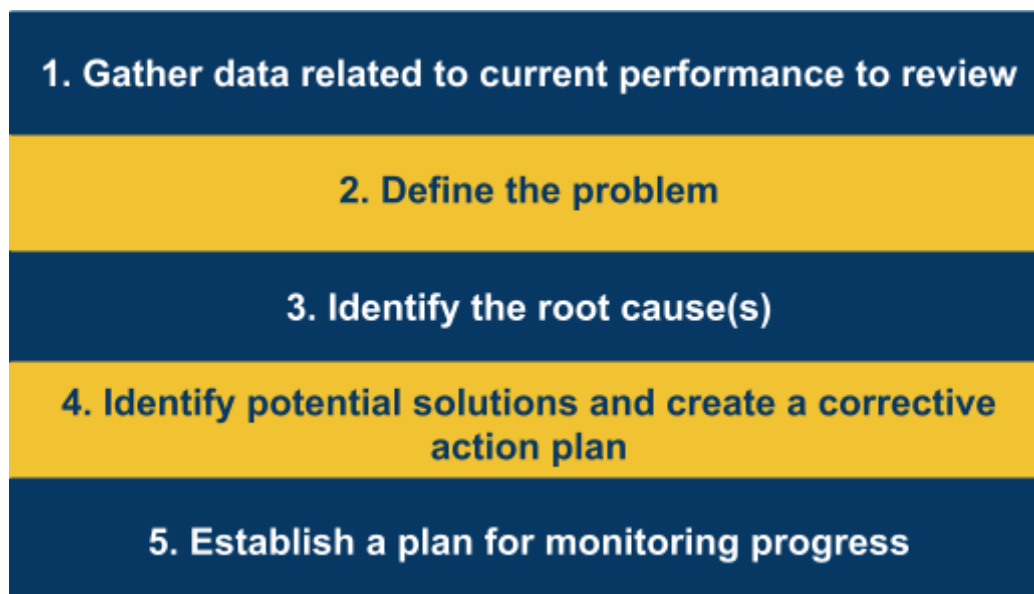 1. Gather data related to current performance to review
2. Define the problem
3. Identify the root cause(s)
4. Identify potential solutions and create a corrective
action plan
5. Establish a plan for monitoring progress